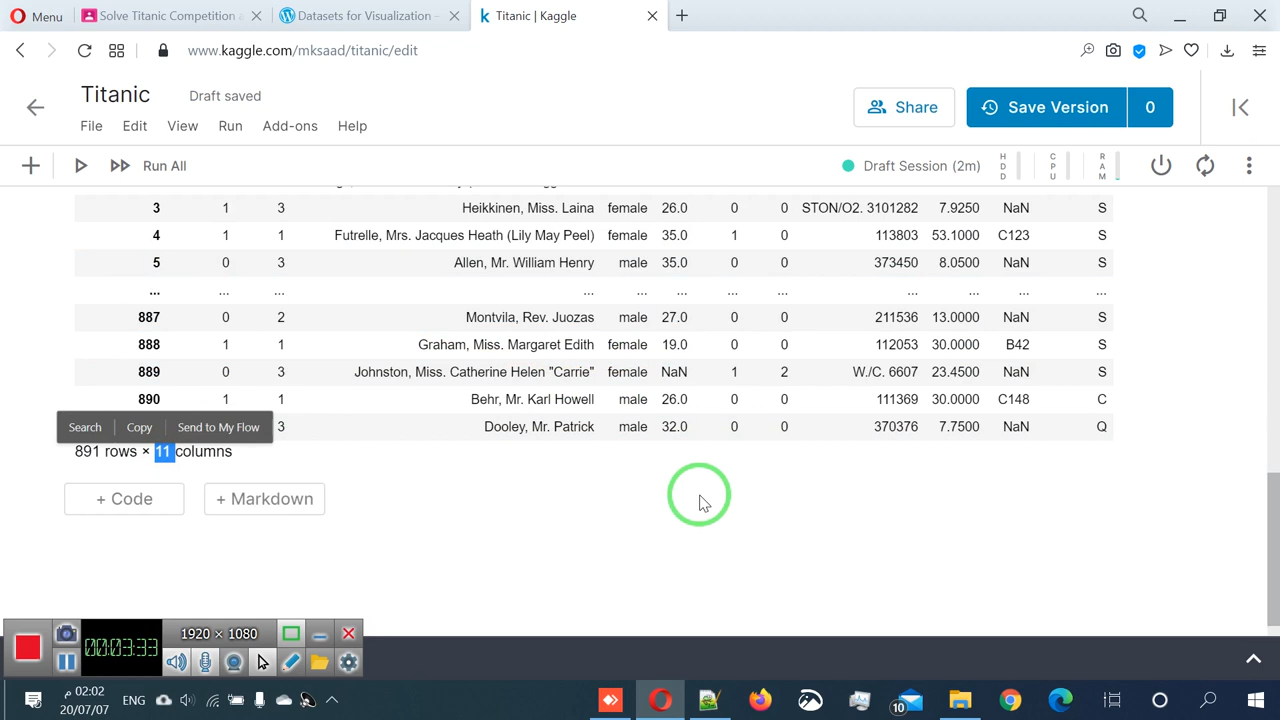 Menu
Solve Titanic Competition
Datasets for Visualization –
Titanic | Kaggle
www.kaggle.com/mksaad/titanic/edit
Titanic
Draft saved
Share
Save Version
0
File Edit View Run Add-ons Help
Run All
Draft Session (2m)
HDD
CPU
RAM
3 1 3 Heikkinen, Miss. Laina female 26.0 0 0 STON/O2. 3101282 7.9250 NaN S
4 1 1 Futrelle, Mrs. Jacques Heath (Lily May Peel) female 35.0 1 0 113803 53.1000 C123 S
5 0 3 Allen, Mr. William Henry male 35.0 0 0 373450 8.0500 NaN S
... ... ... ... ... ... ... ... ... ... ... ...
887 0 2 Montvila, Rev. Juozas male 27.0 0 0 211536 13.0000 NaN S
888 1 1 Graham, Miss. Margaret Edith female 19.0 0 0 112053 30.0000 B42 S
889 0 3 Johnston, Miss. Catherine Helen "Carrie" female NaN 1 2 W./C. 6607 23.4500 NaN S
890 1 1 Behr, Mr. Karl Howell male 26.0 0 0 111369 30.0000 C148 C
Search Copy Send to My Flow
3 Dooley, Mr. Patrick male 32.0 0 0 370376 7.7500 NaN Q
891 rows × 11 columns
+ Code
+ Markdown
00:03:33
1920 × 1080
02:02 م
20/07/07
ENG
10